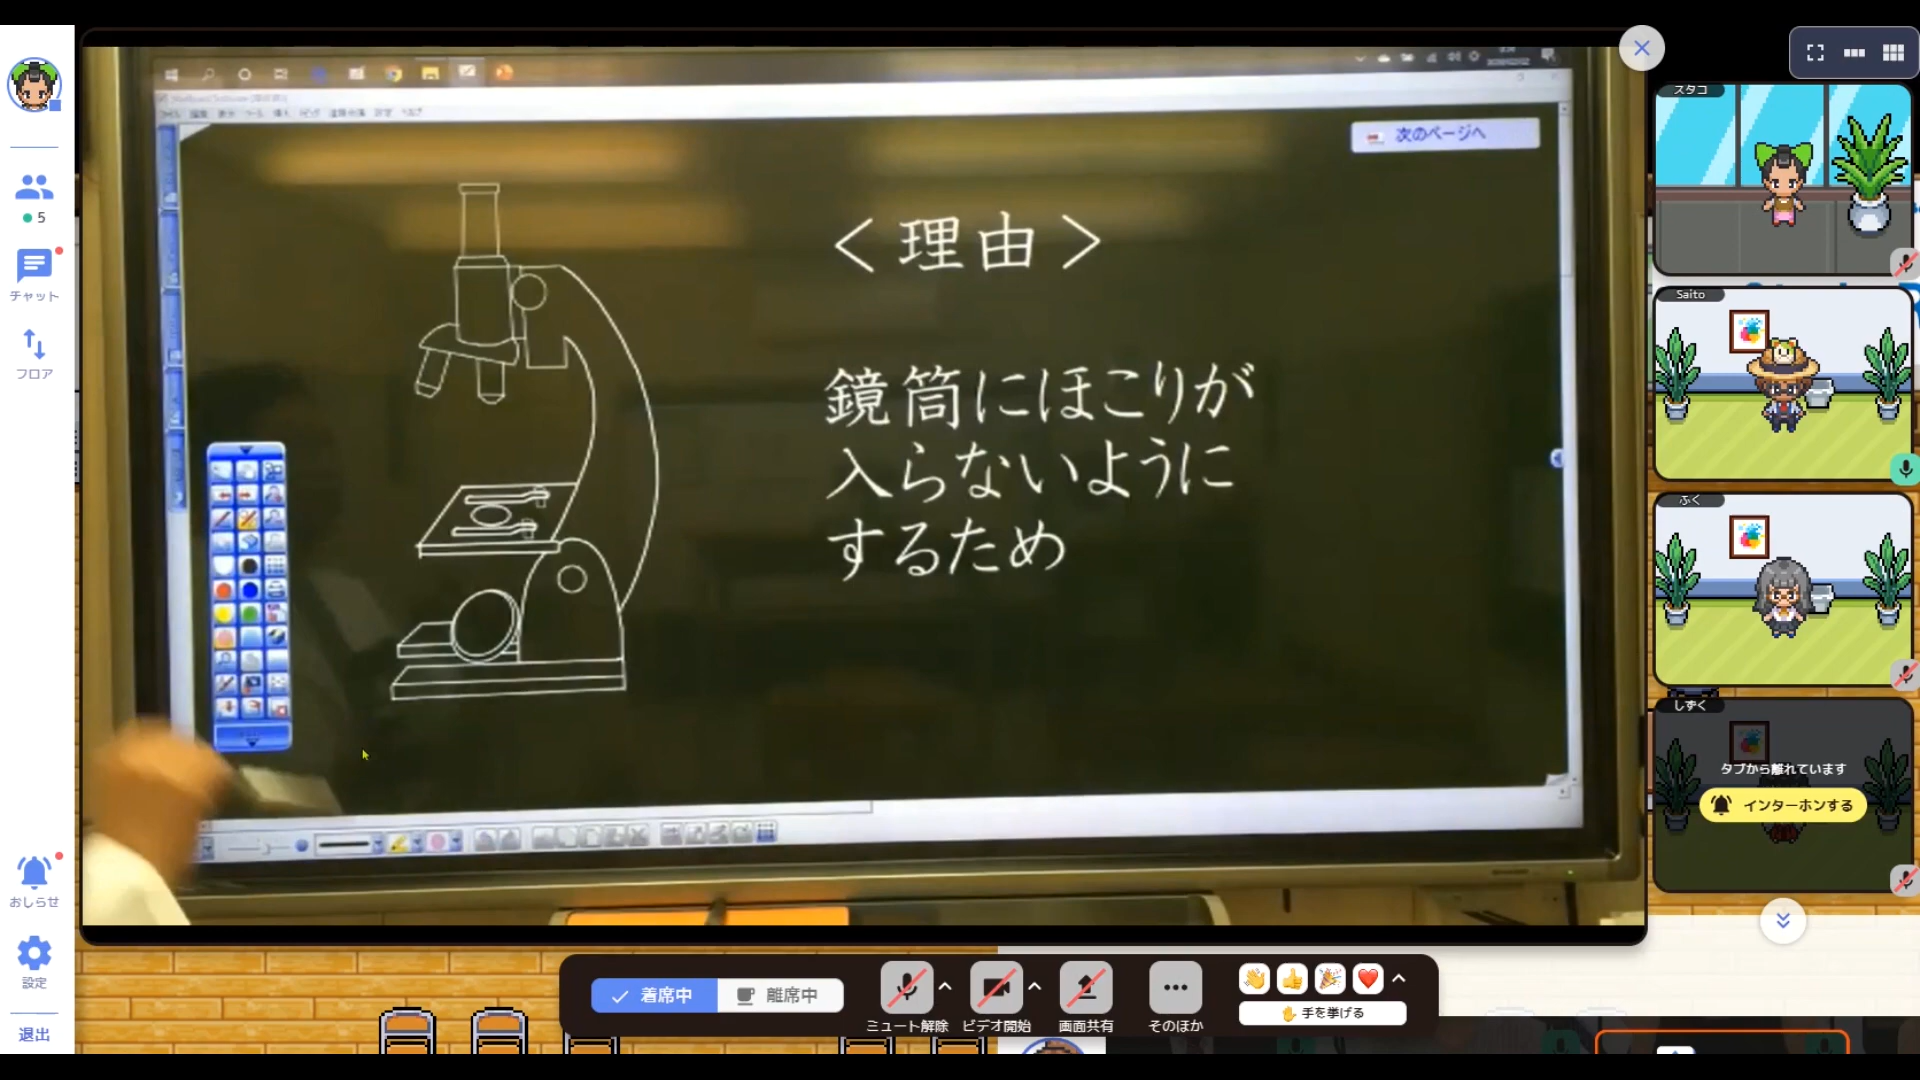 5
チャット
フロア
おしらせ
設定
退出
次のページへ
＜理由＞
鏡筒にほこりが
入らないように
するため
スタコ
Saito
ふく
しずく
タブから離れています
インターホンする
着席中
離席中
ミュート解除
ビデオ開始
画面共有
そのほか
手を挙げる